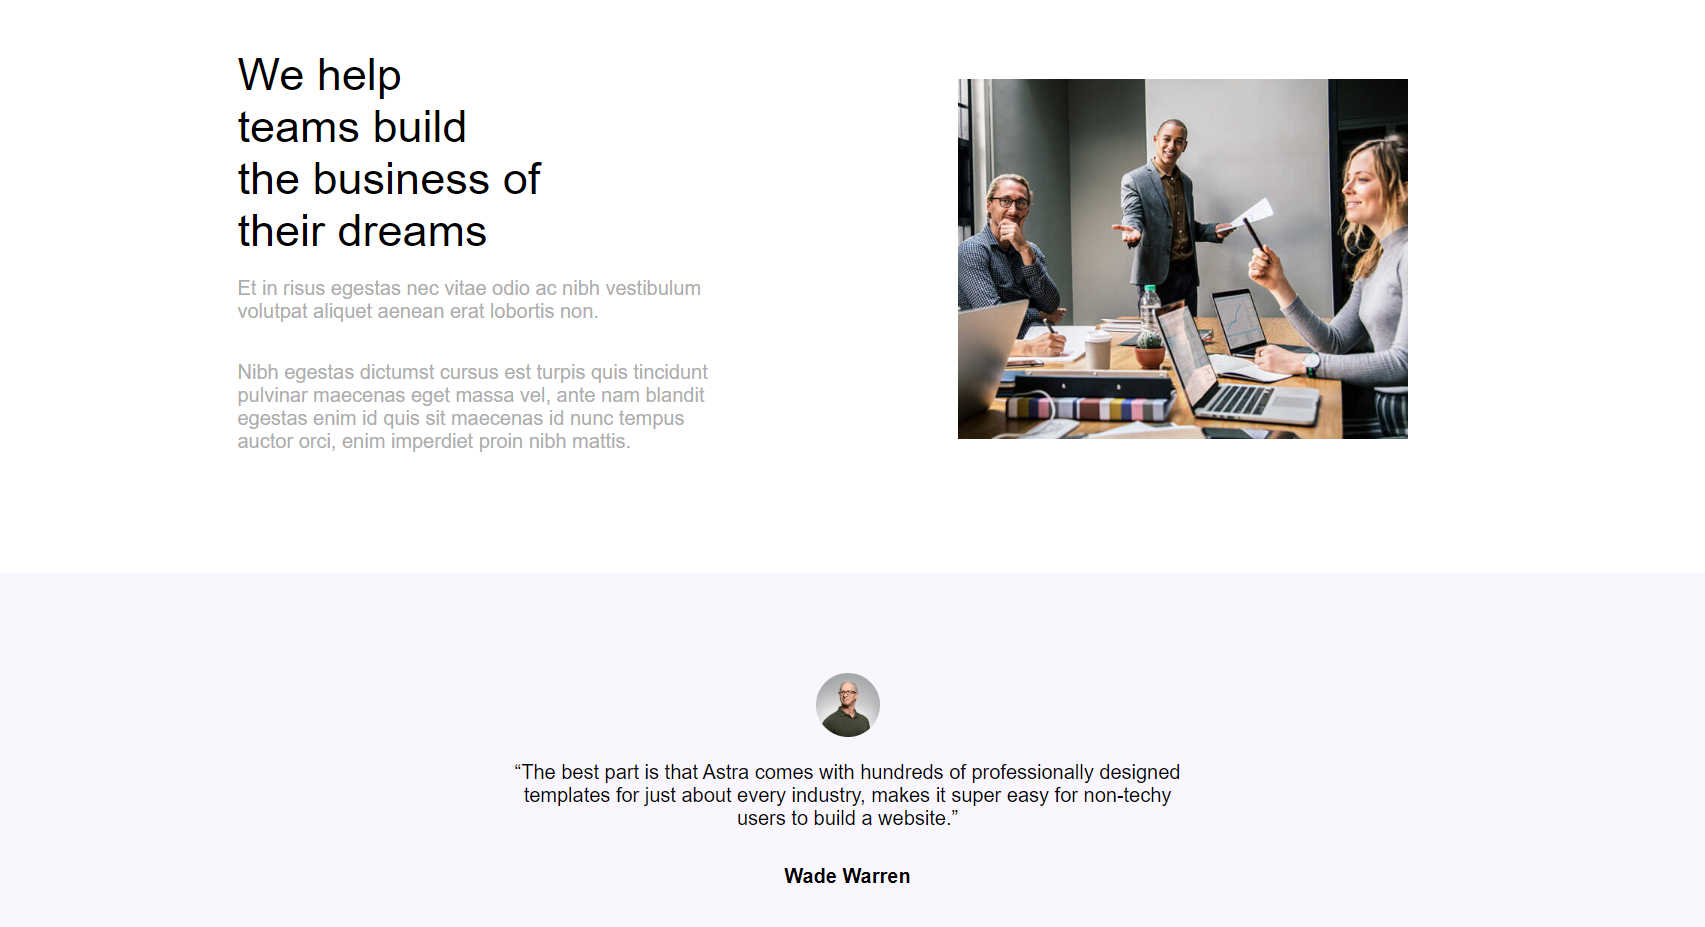 We help
teams build
the business of
their dreams
Et in risus egestas nec vitae odio ac nibh vestibulum
volutpat aliquet aenean erat lobortis non.
Nibh egestas dictumst cursus est turpis quis tincidunt
pulvinar maecenas eget massa vel, ante nam blandit
egestas enim id quis sit maecenas id nunc tempus
auctor orci, enim imperdiet proin nibh mattis.
“The best part is that Astra comes with hundreds of professionally designed
templates for just about every industry, makes it super easy for non-techy
users to build a website.”
Wade Warren